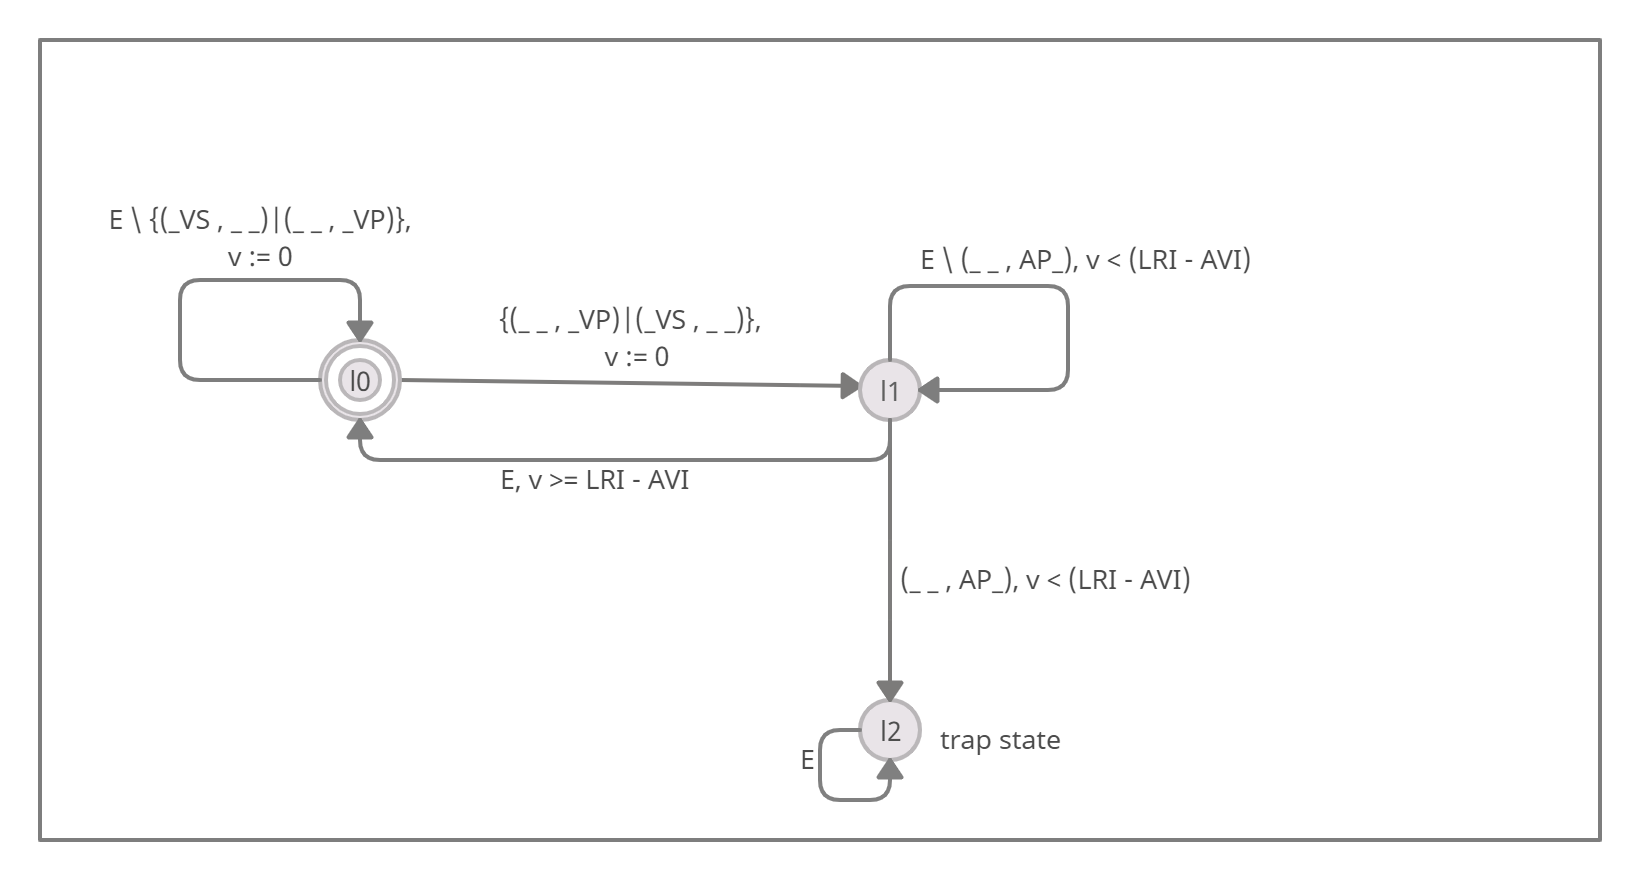 E \ {(_VS , _ _)|(_ _ , _VP)},
v := 0
E \ (_ _ , AP_), v < (LRI - AVI)
{(_ _ , _VP)|(_VS , _ _)},
v := 0
l0
l1
E, v >= LRI - AVI
(_ _ , AP_), v < (LRI - AVI)
l2
trap state
E